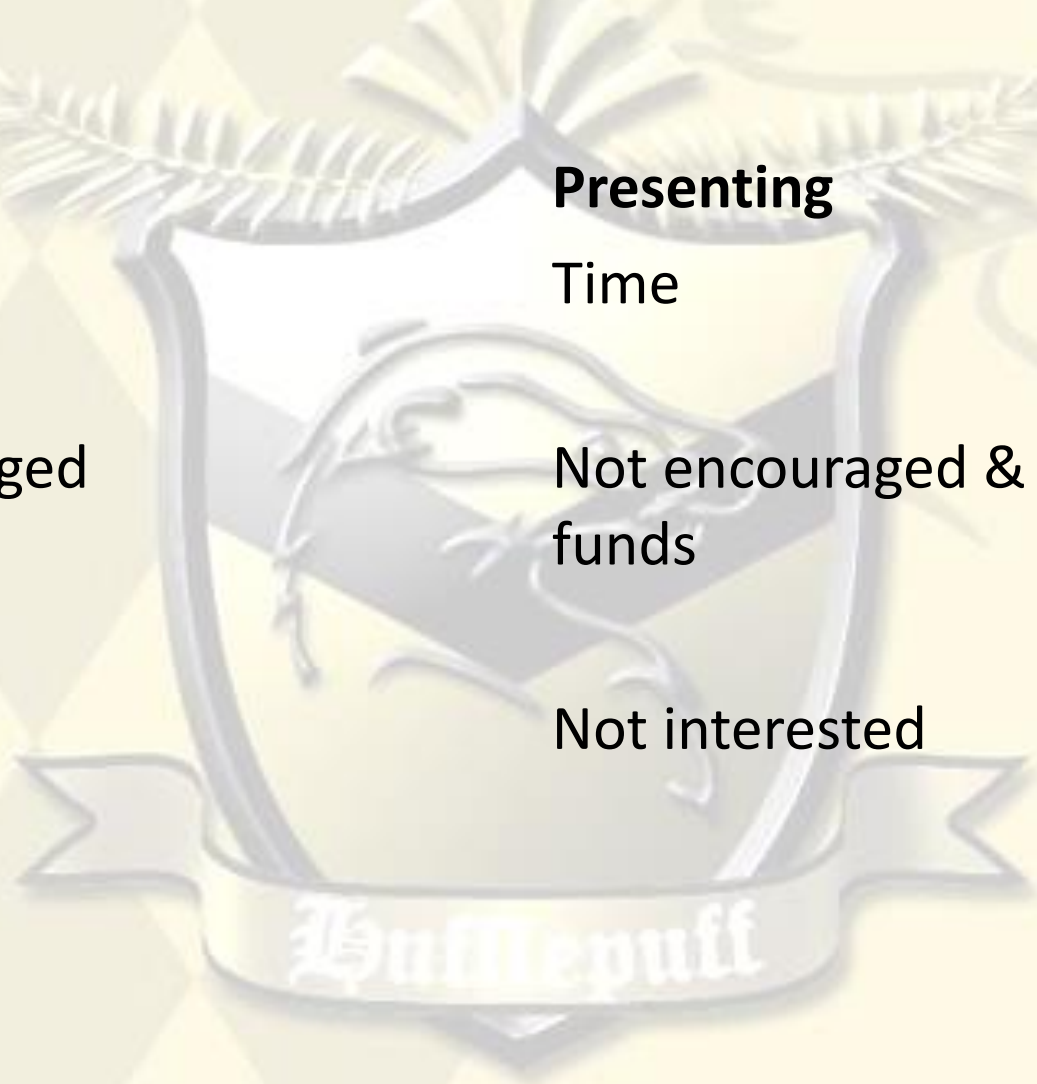 Presenting
Time
ged
Not encouraged &
funds
Not interested
Hufflepuff